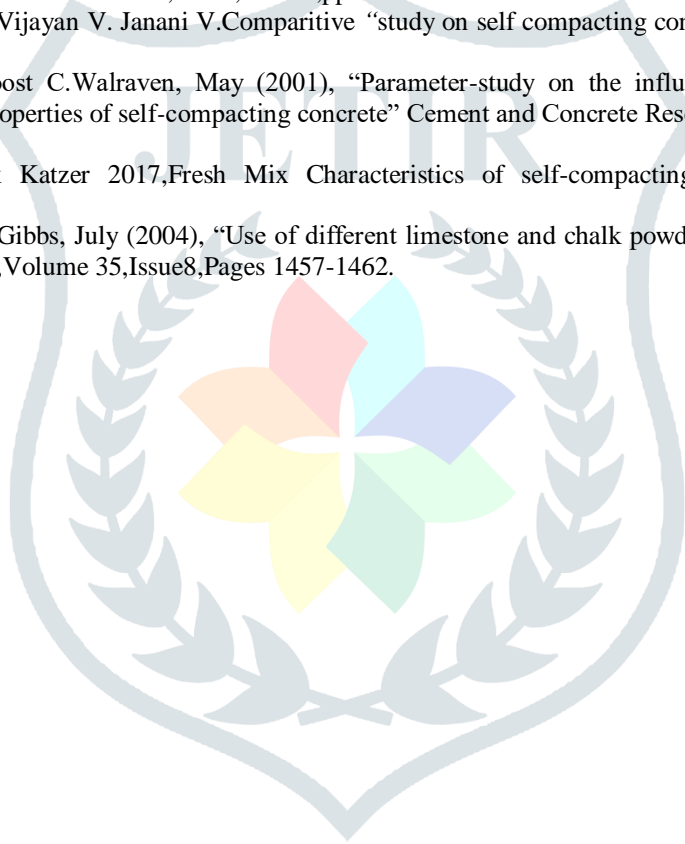 Vijayan V. Janani V.Comparitive “study on self compacting con
ost C.Walraven, May (2001), “Parameter-study on the influ
operties of self-compacting concrete” Cement and Concrete Res
Katzer 2017,Fresh Mix Characteristics of self-compacting
Gibbs, July (2004), “Use of different limestone and chalk powd
,Volume 35,Issue8,Pages 1457-1462.
JETIR